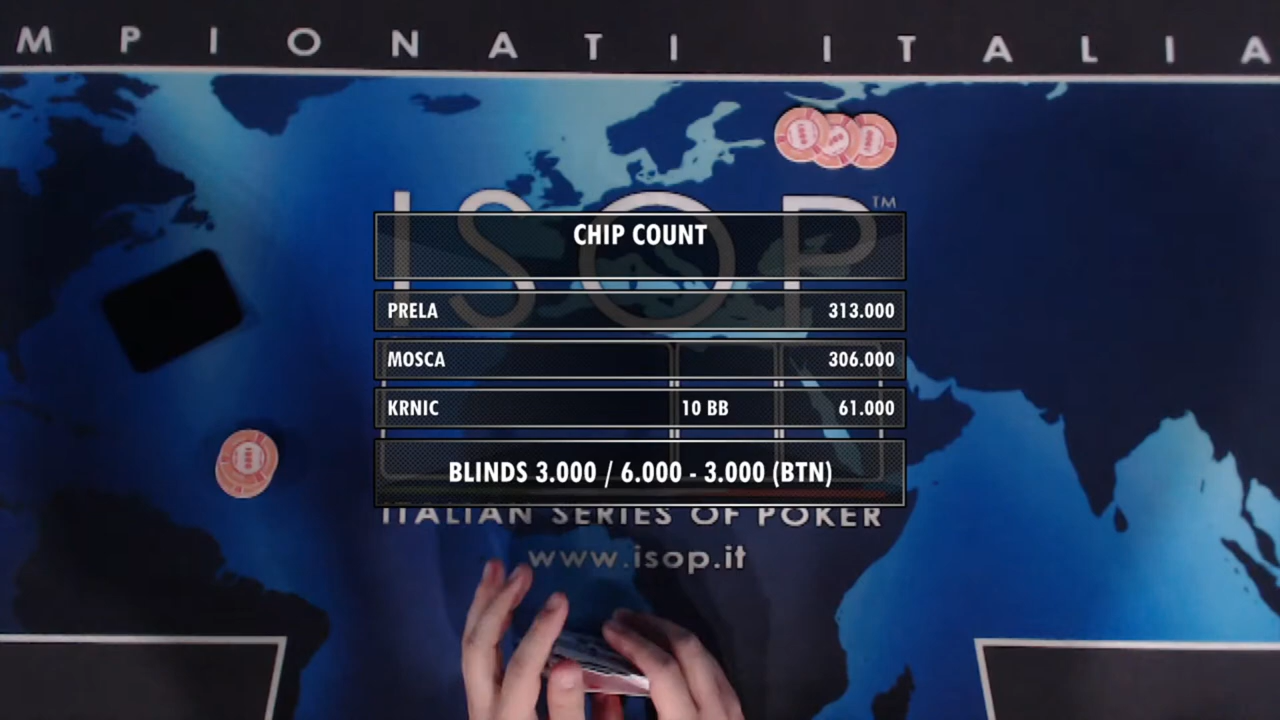 MPIONATI ITALIA
ISOP™
CHIP COUNT
PRELA 313.000
MOSCA 306.000
KRNIC 10 BB 61.000
BLINDS 3.000 / 6.000 - 3.000 (BTN)
ITALIAN SERIES OF POKER
www.isop.it